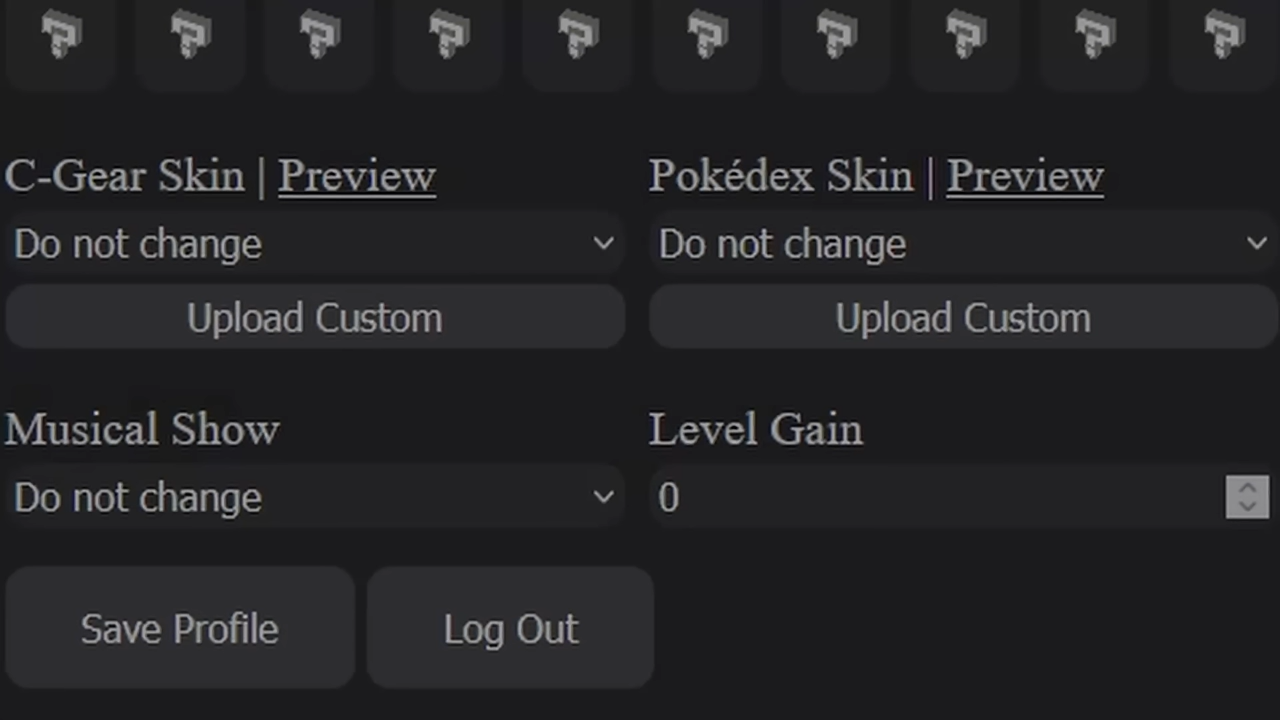 ? ? ? ? ? ? ? ? ? ?
C-Gear Skin | Preview
Pokédex Skin | Preview
Do not change
Do not change
Upload Custom
Upload Custom
Musical Show
Level Gain
Do not change
0
Save Profile
Log Out